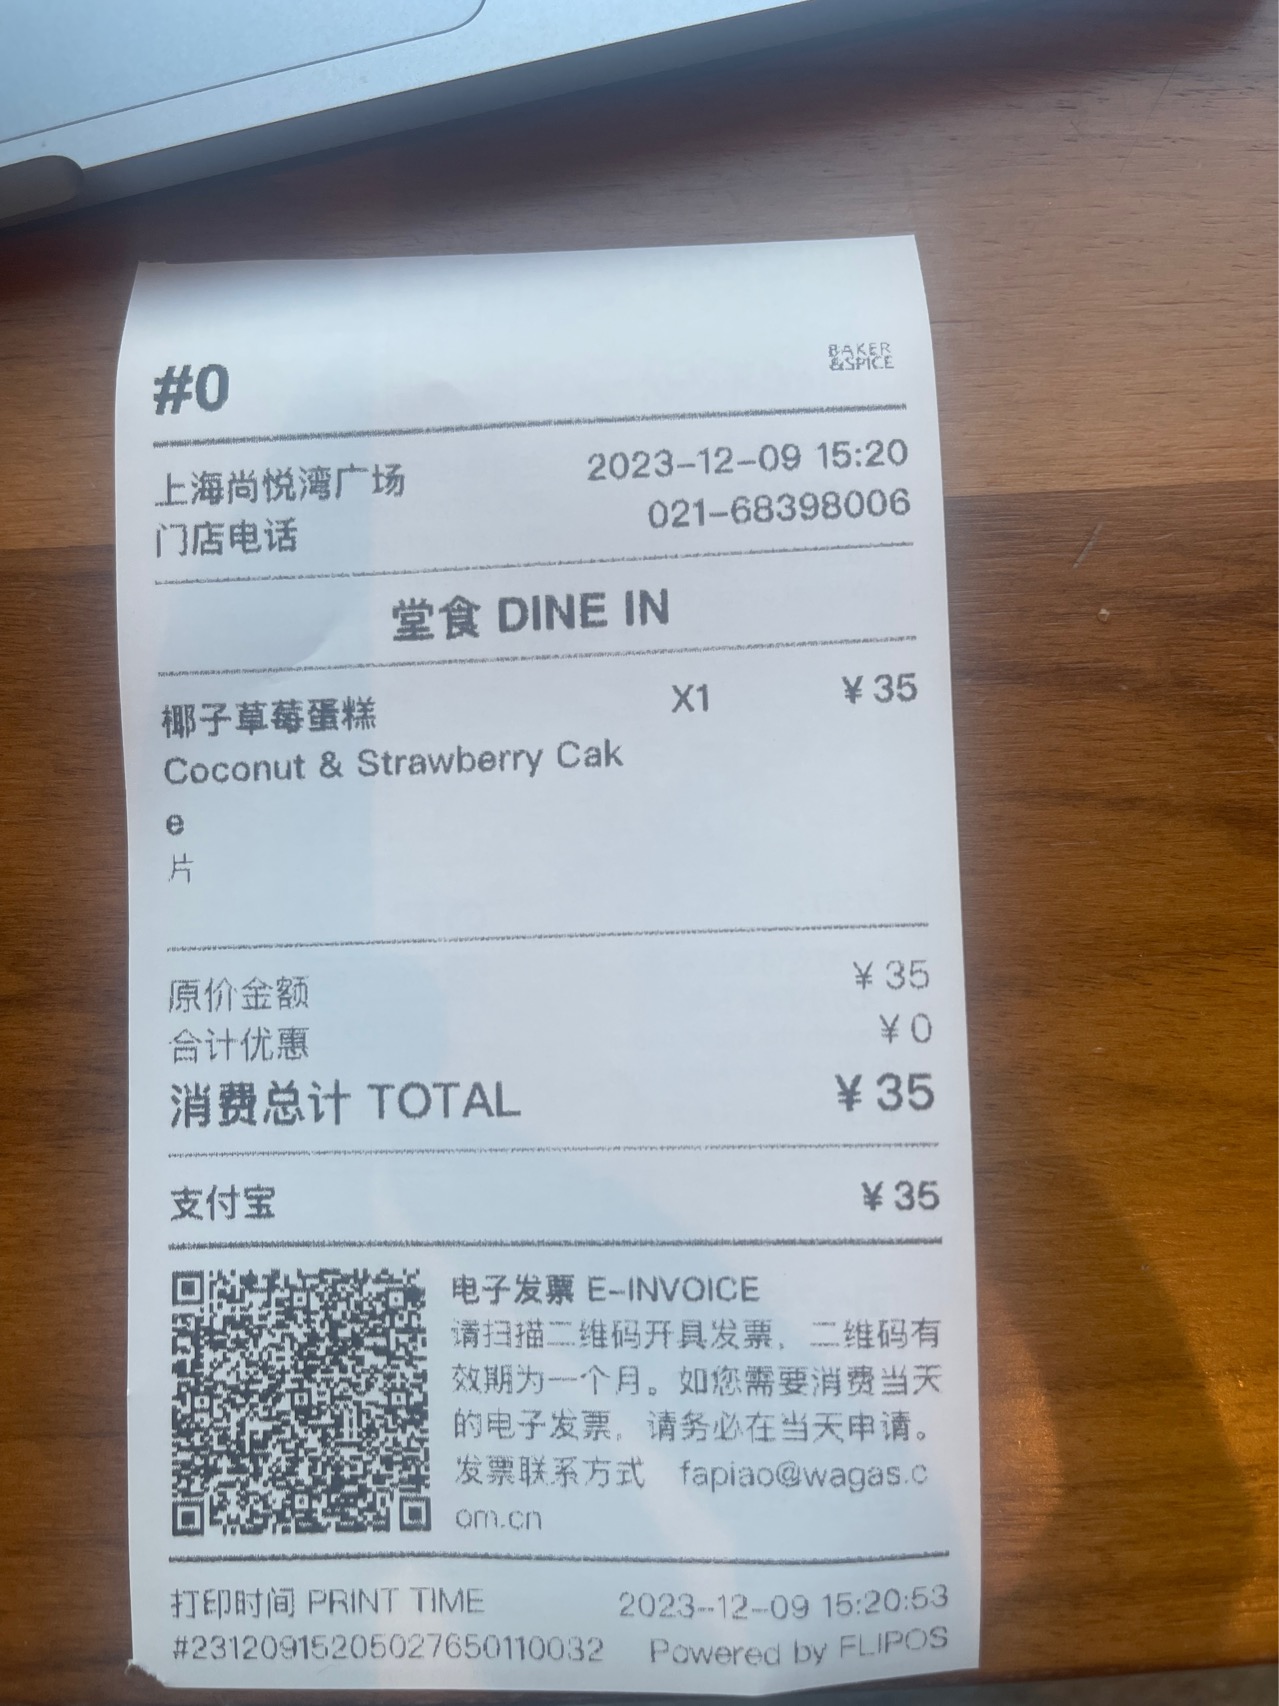 #0
BAKER
&SPICE
上海尚悦湾广场 2023-12-09 15:20
门店电话 021-68398006
堂食 DINE IN
椰子草莓蛋糕 X1 ¥35
Coconut & Strawberry Cak
e
片
原价金额 ¥35
合计优惠 ¥0
消费总计 TOTAL ¥35
支付宝 ¥35
电子发票 E-INVOICE
请扫描二维码开具发票，二维码有
效期为一个月。如您需要消费当天
的电子发票，请务必在当天申请。
发票联系方式 fapiao@wagas.c
om.cn
打印时间 PRINT TIME 2023-12-09 15:20:53
#23120915205027650110032 Powered by FLIPOS